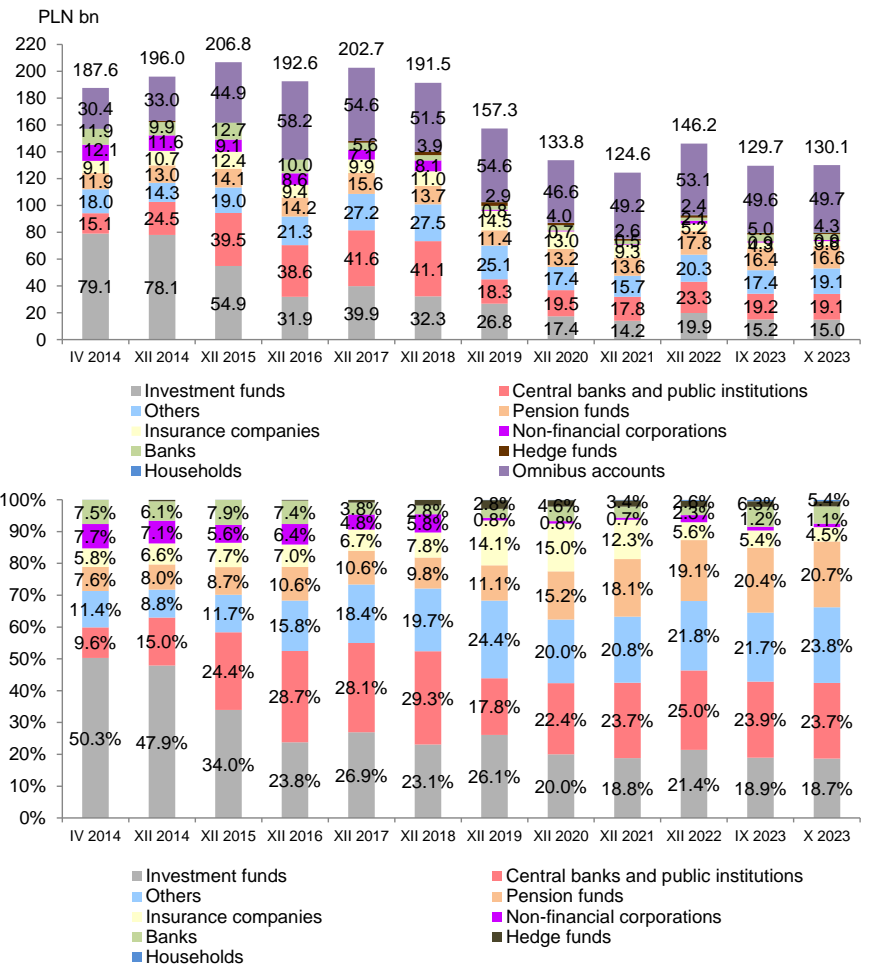 PLN bn
220
200
180
160
140
120
100
80
60
40
20
0
187.6 196.0 206.8 192.6 202.7 191.5 157.3 133.8 124.6 146.2 129.7 130.1
30.4 33.0 44.9 58.2 54.6 51.5 54.6 46.6 49.2 53.1 49.6 49.7
11.9 9.9 12.7 10.0 5.6 3.9 2.9 4.0 2.6 2.4 5.0 4.3
12.1 11.6 9.1 8.6 7.1 8.1 0.8 0.7 0.5 2.1 0.9 0.8
9.1 10.7 12.4 9.4 9.9 11.0 14.5 13.0 9.3 5.2 4.3 3.6
11.9 13.0 14.1 14.2 15.6 13.7 11.4 13.2 13.6 17.8 16.4 16.6
18.0 14.3 19.0 21.3 27.2 27.5 25.1 17.4 15.7 20.3 17.4 19.1
15.1 24.5 39.5 38.6 41.6 41.1 18.3 19.5 17.8 23.3 19.2 19.1
79.1 78.1 54.9 31.9 39.9 32.3 26.8 17.4 14.2 19.9 15.2 15.0
IV 2014 XII 2014 XII 2015 XII 2016 XII 2017 XII 2018 XII 2019 XII 2020 XII 2021 XII 2022 IX 2023 X 2023
Investment funds Central banks and public institutions
Others Pension funds
Insurance companies Non-financial corporations
Banks Hedge funds
Households Omnibus accounts
100%
90%
80%
70%
60%
50%
40%
30%
20%
10%
0%
7.5% 6.1% 7.9% 7.4% 3.8% 2.8% 2.8% 4.6% 3.4% 2.6% 6.3% 5.4%
7.7% 7.1% 5.6% 6.4% 4.8% 5.8% 0.8% 0.8% 0.7% 2.3% 1.2% 1.1%
5.8% 6.6% 7.7% 7.0% 6.7% 7.8% 14.1% 15.0% 12.3% 5.6% 5.4% 4.5%
7.6% 8.0% 8.7% 10.6% 10.6% 9.8% 11.1% 15.2% 18.1% 19.1% 20.4% 20.7%
11.4% 8.8% 11.7% 15.8% 18.4% 19.7% 24.4% 20.0% 20.8% 21.8% 21.7% 23.8%
9.6% 15.0% 24.4% 28.7% 28.1% 29.3% 17.8% 22.4% 23.7% 25.0% 23.9% 23.7%
50.3% 47.9% 34.0% 23.8% 26.9% 23.1% 26.1% 20.0% 18.8% 21.4% 18.9% 18.7%
IV 2014 XII 2014 XII 2015 XII 2016 XII 2017 XII 2018 XII 2019 XII 2020 XII 2021 XII 2022 IX 2023 X 2023
Investment funds Central banks and public institutions
Others Pension funds
Insurance companies Non-financial corporations
Banks Hedge funds
Households